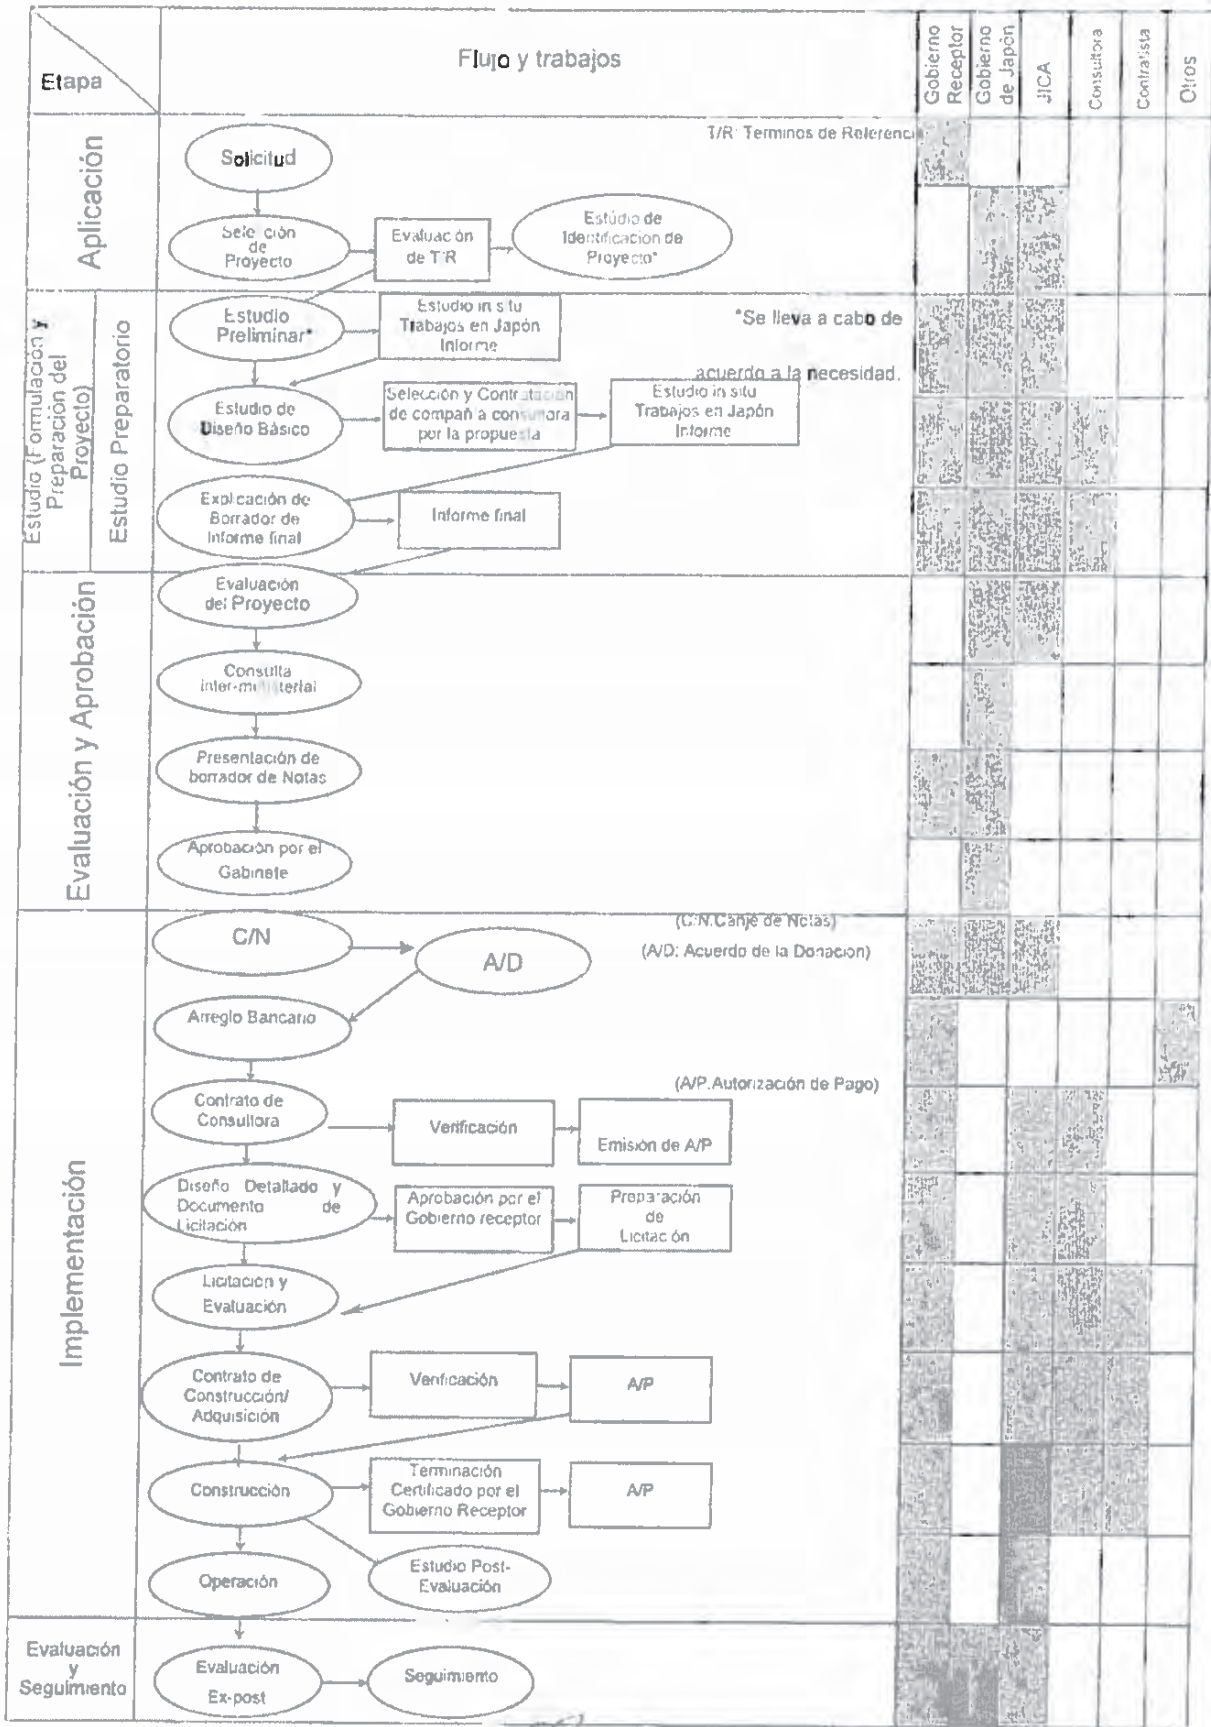 Etapa
Flujo y trabajos
Gobierno
Receptor
Gobierno
de Japón
JICA
Consultora
Contratista
Otros
Aplicación
T/R: Terminos de Referenci
Solicitud
Selección
de
Proyecto
Evaluación
de T/R
Estudio de
Identificacion de
Proyecto*
Estudio (Formulación y
Preparación del
Proyecto)
Estudio Preparatorio
Estudio
Preliminar*
Estudio in situ
Trabajos en Japón
Informe
*Se lleva a cabo de
acuerdo a la necesidad.
Estudio de
Diseño Básico
Selección y Contratación
de compañía consultora
por la propuesta
Estudio in situ
Trabajos en Japón
Informe
Explicación de
Borrador de
Informe final
Informe final
Evaluación y Aprobación
Evaluación
del Proyecto
Consulta
inter-ministerial
Presentación de
borrador de Notas
Aprobación por el
Gabinete
Implementación
C/N
A/D
(C/N:Canje de Notas)
(A/D: Acuerdo de la Donacion)
Arreglo Bancario
(A/P:Autorización de Pago)
Contrato de
Consultora
Verificación
Emisión de A/P
Diseño Detallado y
Documento de
Licitación
Aprobación por el
Gobierno receptor
Preparación
de
Licitación
Licitación y
Evaluación
Contrato de
Construcción/
Adquisición
Verificación
A/P
Construcción
Terminación
Certificado por el
Gobierno Receptor
A/P
Operación
Estudio Post-
Evaluación
Evaluación
y
Seguimiento
Evaluación
Ex-post
Seguimiento